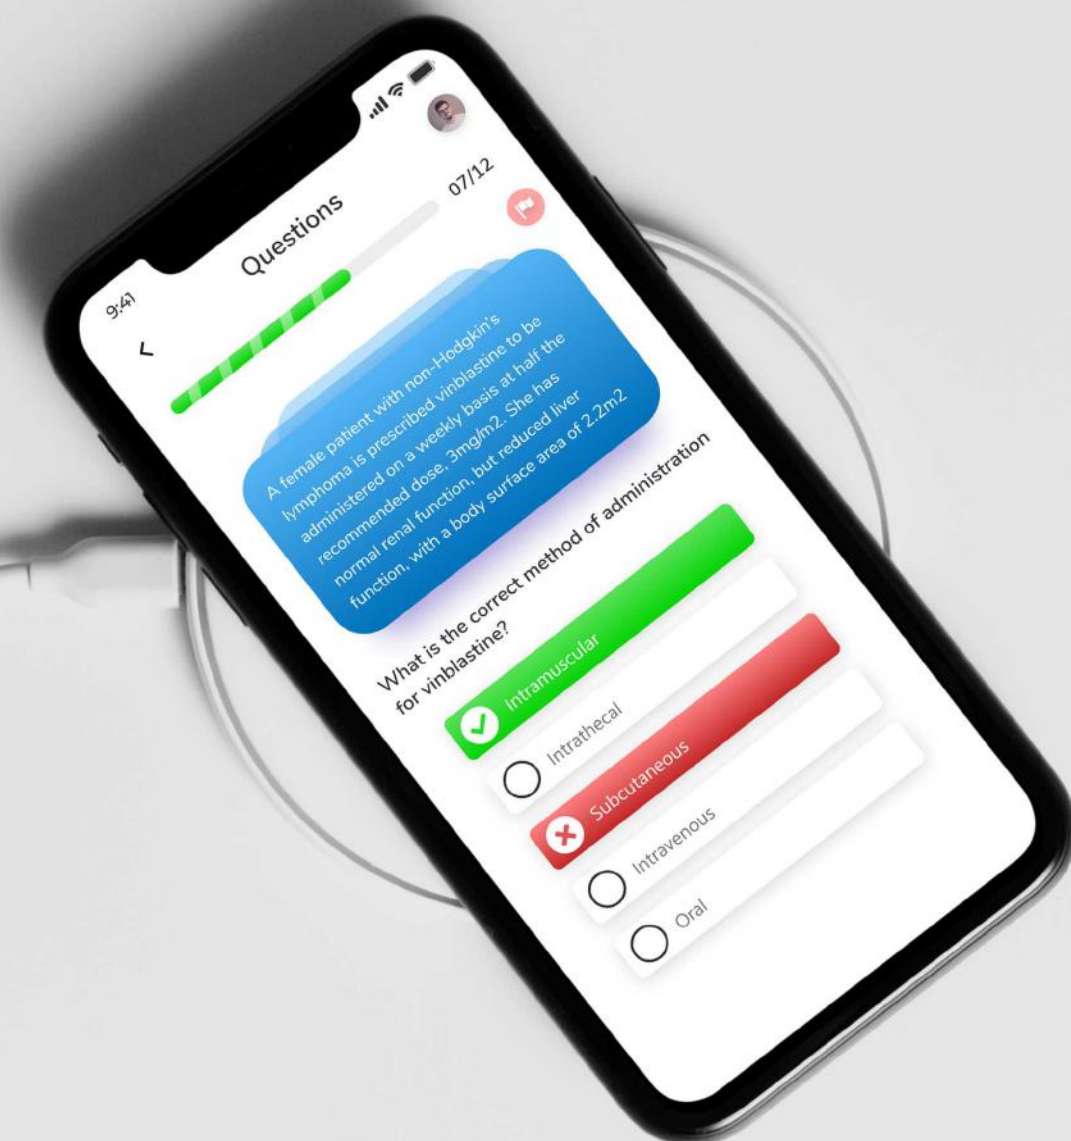 9:41
Questions
07/12
A female patient with non-Hodgkin's
lymphoma is prescribed vinblastine to be
administered on a weekly basis at half the
recommended dose, 3mg/m2. She has
normal renal function, but reduced liver
function, with a body surface area of 2.2m2
What is the correct method of administration
for vinblastine?
Intramuscular
Intrathecal
Subcutaneous
Intravenous
Oral